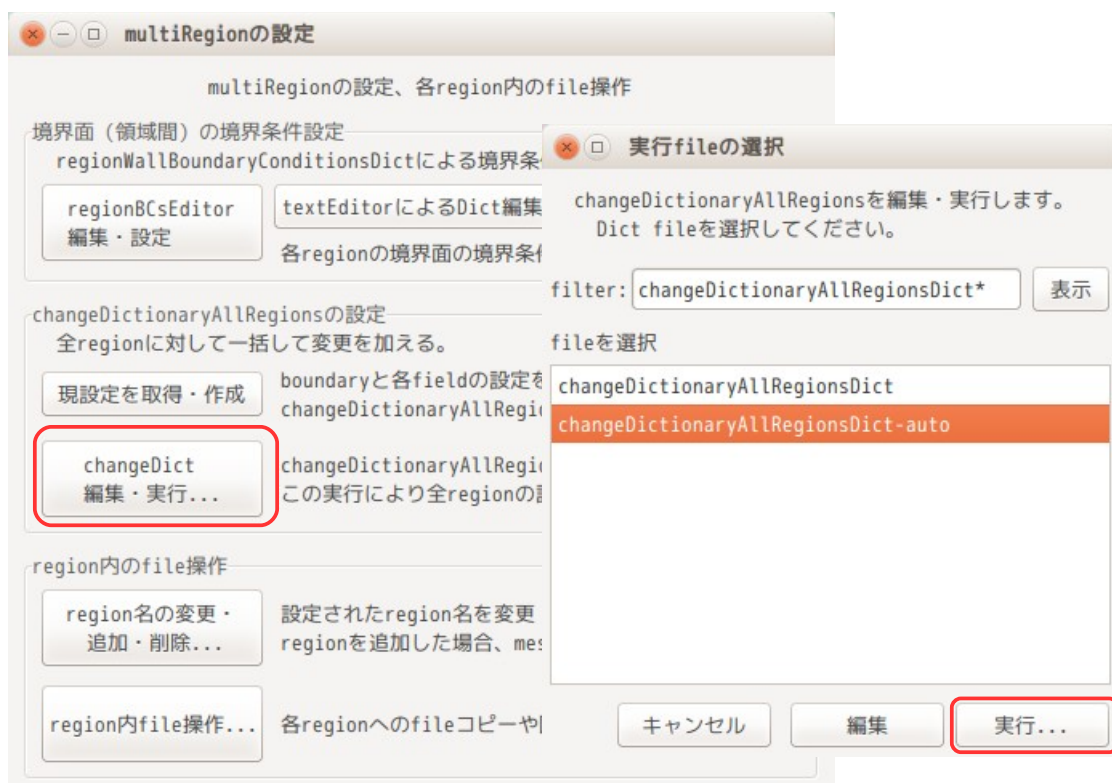 multiRegionの設定
multiRegionの設定、各region内のfile操作
境界面（領域間）の境界条件設定
regionWallBoundaryConditionsDictによる境界条
regionBCsEditor
編集・設定
textEditorによるDict編集
各regionの境界面の境界条
changeDictionaryAllRegionsの設定
全regionに対して一括して変更を加える。
現設定を取得・作成
boundaryと各fieldの設定を
changeDictionaryAllRegi
changeDict
編集・実行...
changeDictionaryAllRegi
この実行により全regionの
region内のfile操作
region名の変更・
追加・削除...
設定されたregion名を変更
regionを追加した場合、mes
region内file操作...
各regionへのfileコピーや
実行fileの選択
changeDictionaryAllRegionsを編集・実行します。
Dict fileを選択してください。
filter:
changeDictionaryAllRegionsDict*
表示
fileを選択
changeDictionaryAllRegionsDict
changeDictionaryAllRegionsDict-auto
キャンセル
編集
実行...